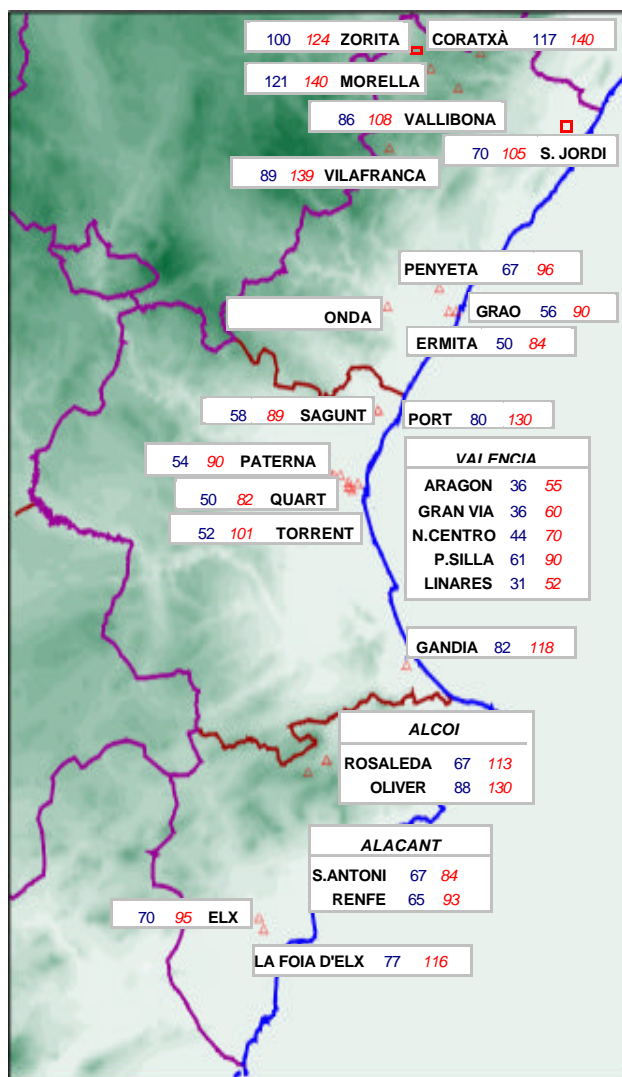 100 124 ZORITA
CORATXÀ 117 140
121 140 MORELLA
86 108 VALLIBONA
70 105 S. JORDI
89 139 VILAFRANCA
PENYETA 67 96
ONDA
GRAO 56 90
ERMITA 50 84
58 89 SAGUNT
PORT 80 130
54 90 PATERNA
50 82 QUART
52 101 TORRENT
VALENCIA
ARAGON 36 55
GRAN VIA 36 60
N.CENTRO 44 70
P.SILLA 61 90
LINARES 31 52
GANDIA 82 118
ALCOI
ROSALEDA 67 113
OLIVER 88 130
ALACANT
S.ANTONI 67 84
RENFE 65 93
70 95 ELX
LA FOIA D'ELX 77 116